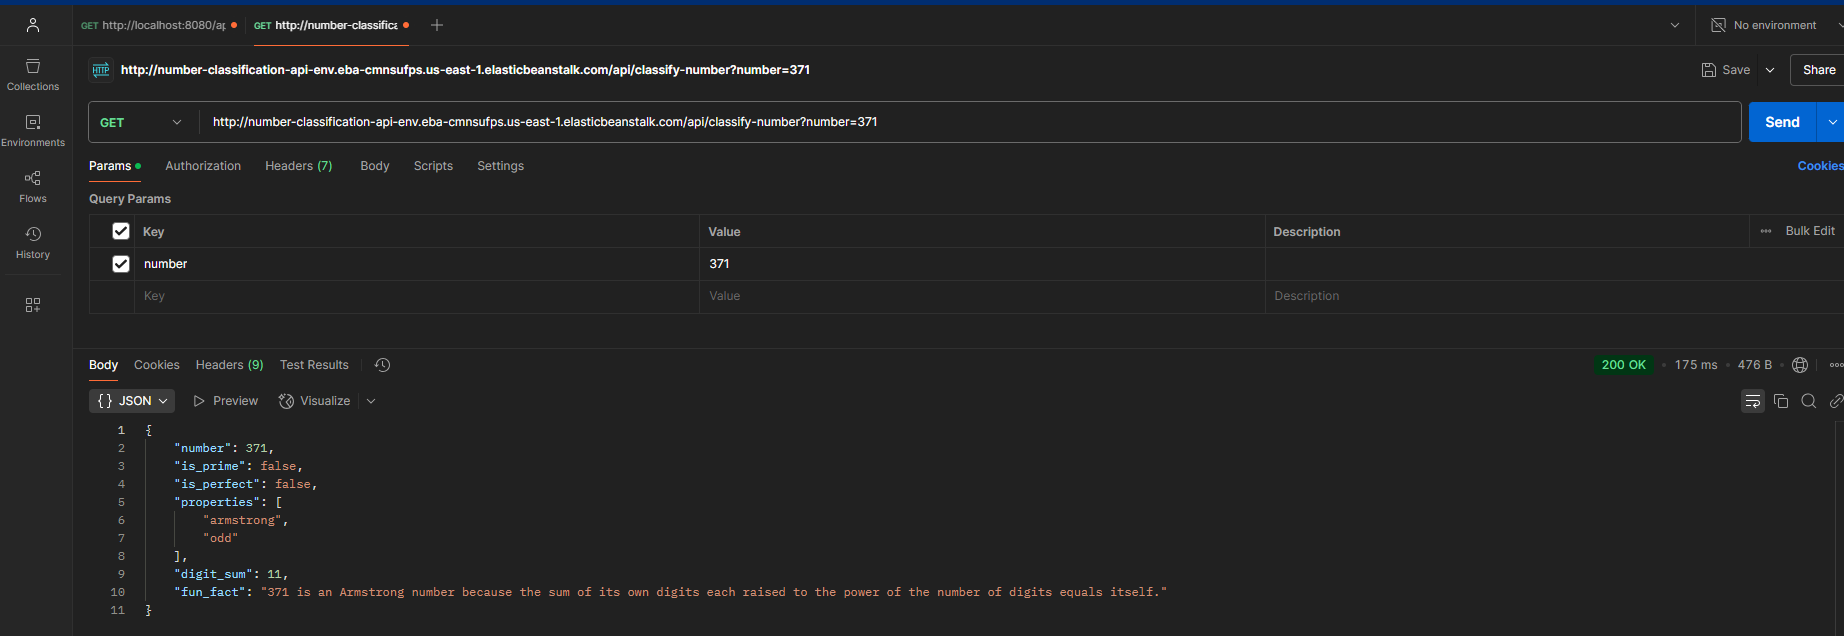 GET http://localhost:8080/ap GET http://number-classifica No environment
http://number-classification-api-env.eba-cmnsufps.us-east-1.elasticbeanstalk.com/api/classify-number?number=371 Save Share
Collections
GET http://number-classification-api-env.eba-cmnsufps.us-east-1.elasticbeanstalk.com/api/classify-number?number=371 Send
Environments
Params Authorization Headers (7) Body Scripts Settings Cookies
Flows
Query Params
Key Value Description Bulk Edit
History
number 371
Key Value Description
Body Cookies Headers (9) Test Results 200 OK 175 ms 476 B
{ } JSON Preview Visualize
1 {
2 "number": 371,
3 "is_prime": false,
4 "is_perfect": false,
5 "properties": [
6 "armstrong",
7 "odd"
8 ],
9 "digit_sum": 11,
10 "fun_fact": "371 is an Armstrong number because the sum of its own digits each raised to the power of the number of digits equals itself."
11 }